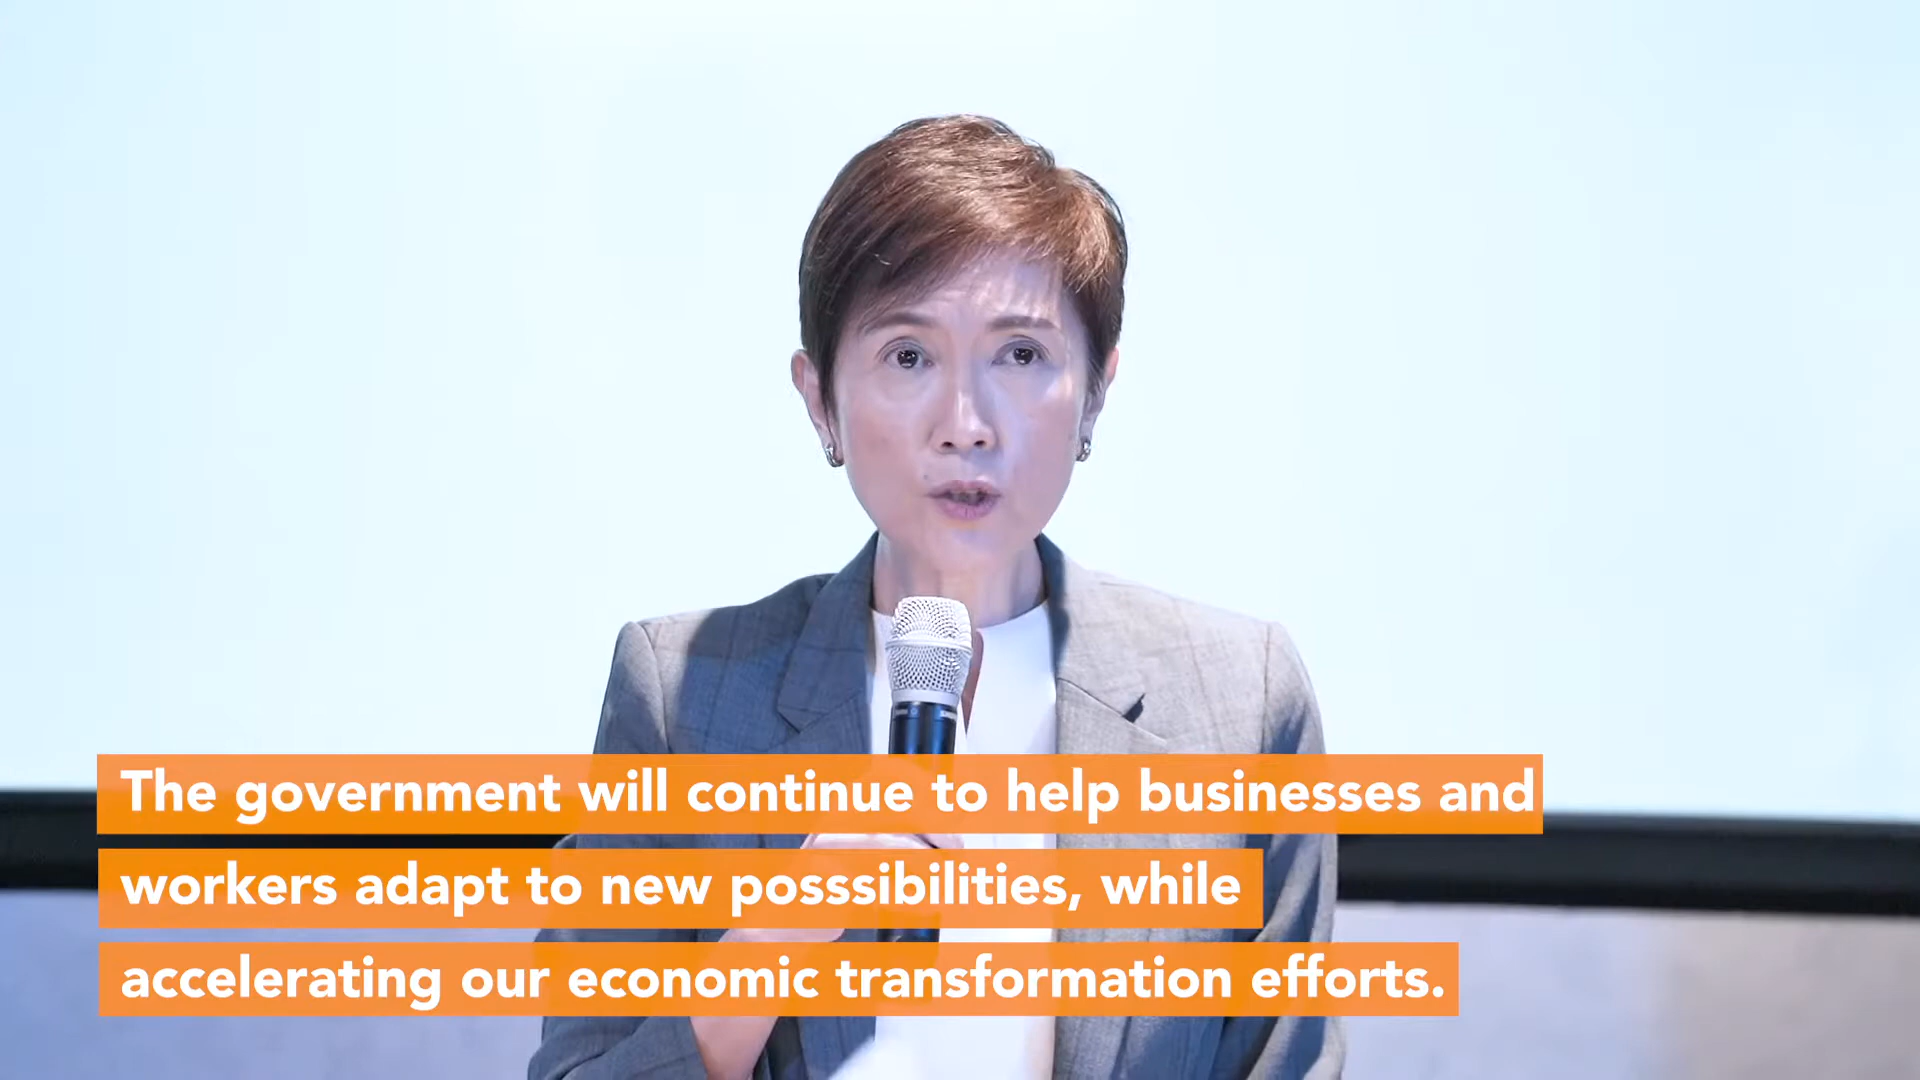 The government will continue to help businesses and
workers adapt to new posssibilities, while
accelerating our economic transformation efforts.